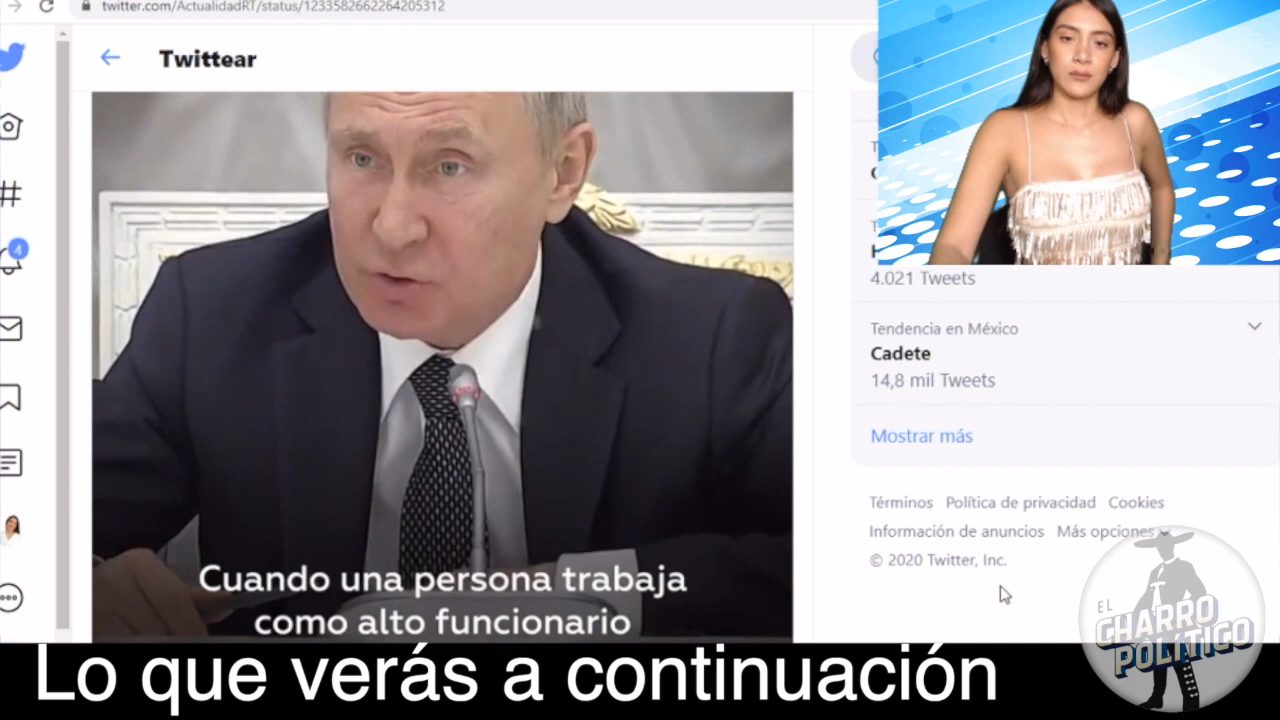 twitter.com/ActualidadRT/status/1233582662264205312
Twittear
4
4.021 Tweets
Tendencia en México
Cadete
14,8 mil Tweets
Mostrar más
Términos Política de privacidad Cookies
Información de anuncios Más opciones
© 2020 Twitter, Inc.
Cuando una persona trabaja
como alto funcionario
EL
CHARRO
POLÍTICO
Lo que verás a continuación